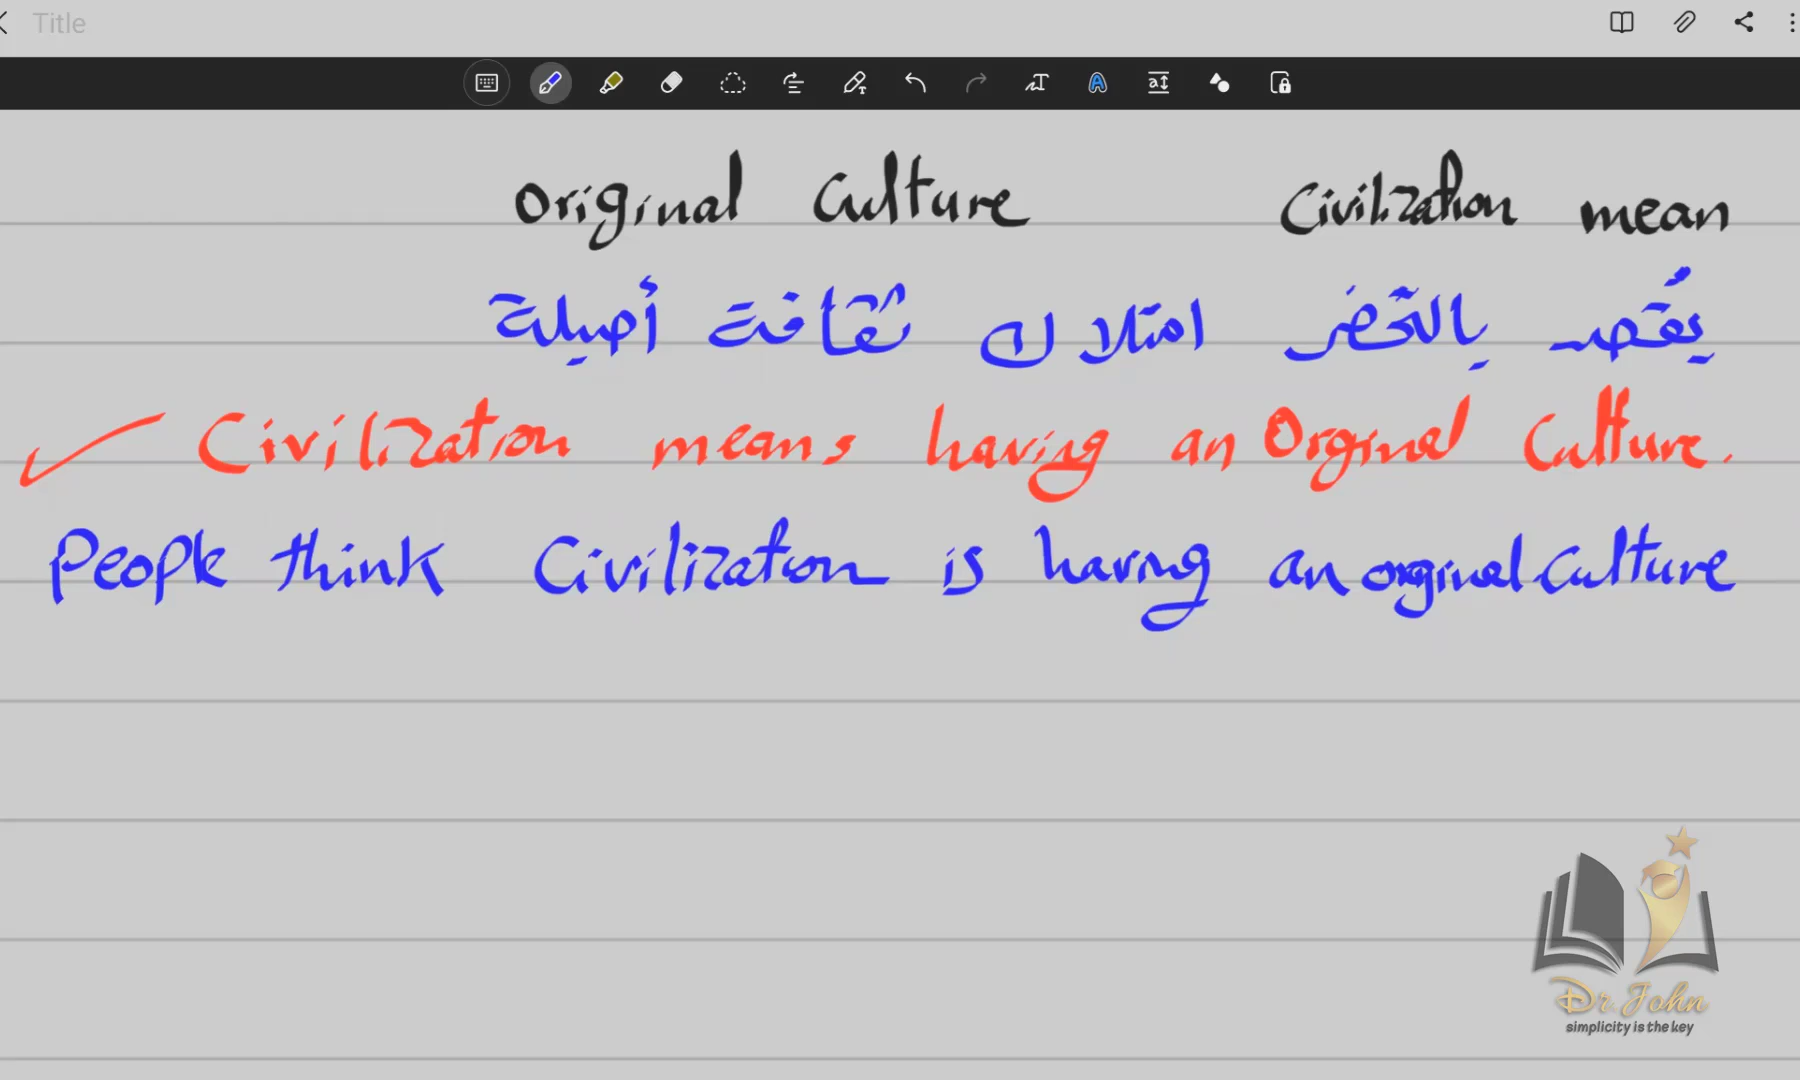 Title
Original Culture Civilization mean
يُقصد بالتحضر امتلاك ثقافة أصيلة
Civilization means having an Orginal Culture.
People think Civilization is having an orginal culture
Dr. John
simplicity is the key